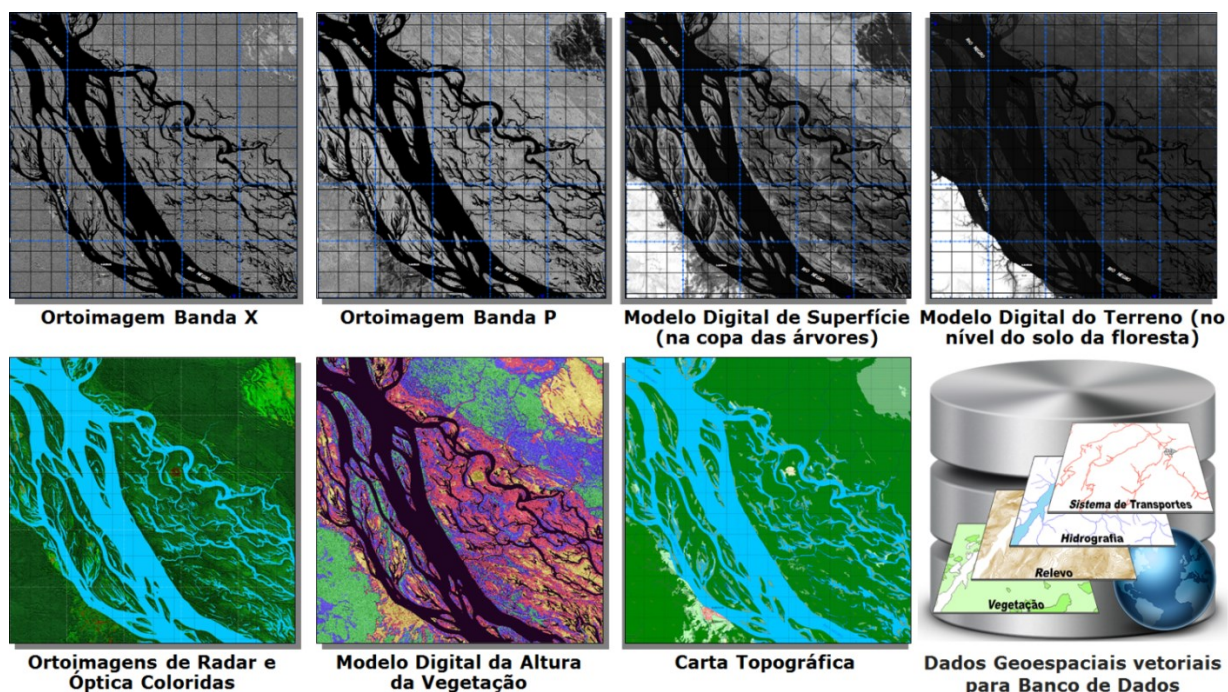 Ortoimagem Banda X
Ortoimagem Banda P
Modelo Digital de Superfície
(na copa das árvores)
Modelo Digital do Terreno (no
nível do solo da floresta)
Ortoimagens de Radar e
Óptica Coloridas
Modelo Digital da Altura
da Vegetação
Carta Topográfica
Sistema de Transportes
Hidrografia
Relevo
Vegetação
Dados Geoespaciais vetoriais
para Banco de Dados